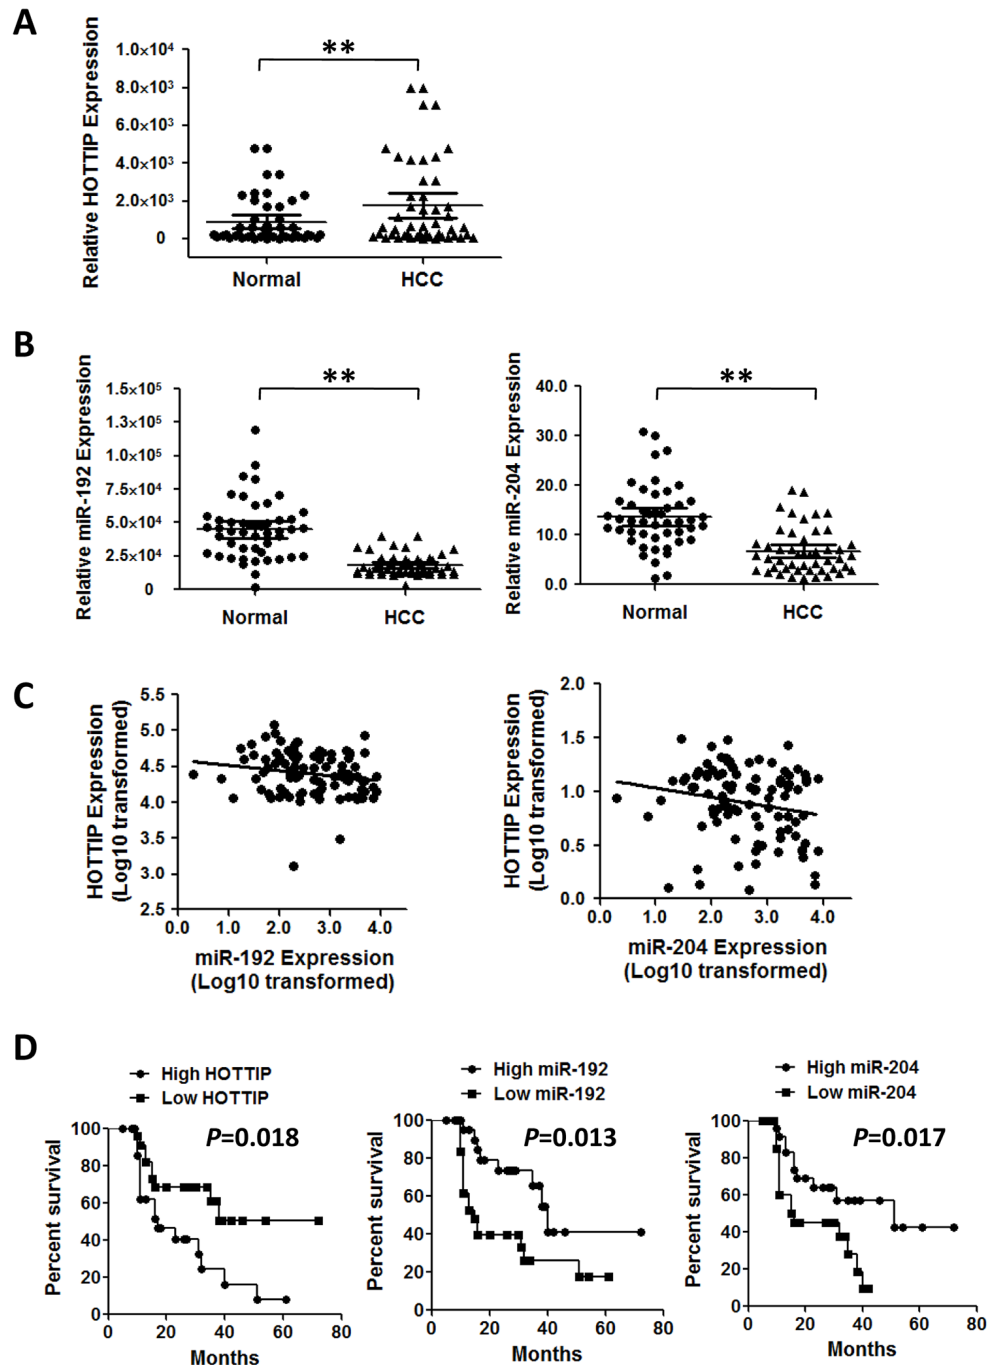 A
**
Relative HOTTIP Expression
1.0×10⁴
8.0×10³
6.0×10³
4.0×10³
2.0×10³
0
Normal
HCC
B
**
Relative miR-192 Expression
1.5×10⁵
1.3×10⁵
1.0×10⁵
7.5×10⁴
5.0×10⁴
2.5×10⁴
0
Normal
HCC
**
Relative miR-204 Expression
40.0
30.0
20.0
10.0
0.0
Normal
HCC
C
HOTTIP Expression
(Log10 transformed)
5.5
5.0
4.5
4.0
3.5
3.0
2.5
0.0 1.0 2.0 3.0 4.0
miR-192 Expression
(Log10 transformed)
HOTTIP Expression
(Log10 transformed)
2.0
1.5
1.0
0.5
0.0
0.0 1.0 2.0 3.0 4.0
miR-204 Expression
(Log10 transformed)
D
High HOTTIP
Low HOTTIP
P=0.018
Percent survival
100
80
60
40
20
0
0 20 40 60 80
Months
High miR-192
Low miR-192
P=0.013
Percent survival
100
80
60
40
20
0
0 20 40 60 80
Months
High miR-204
Low miR-204
P=0.017
Percent survival
100
80
60
40
20
0
0 20 40 60 80
Months